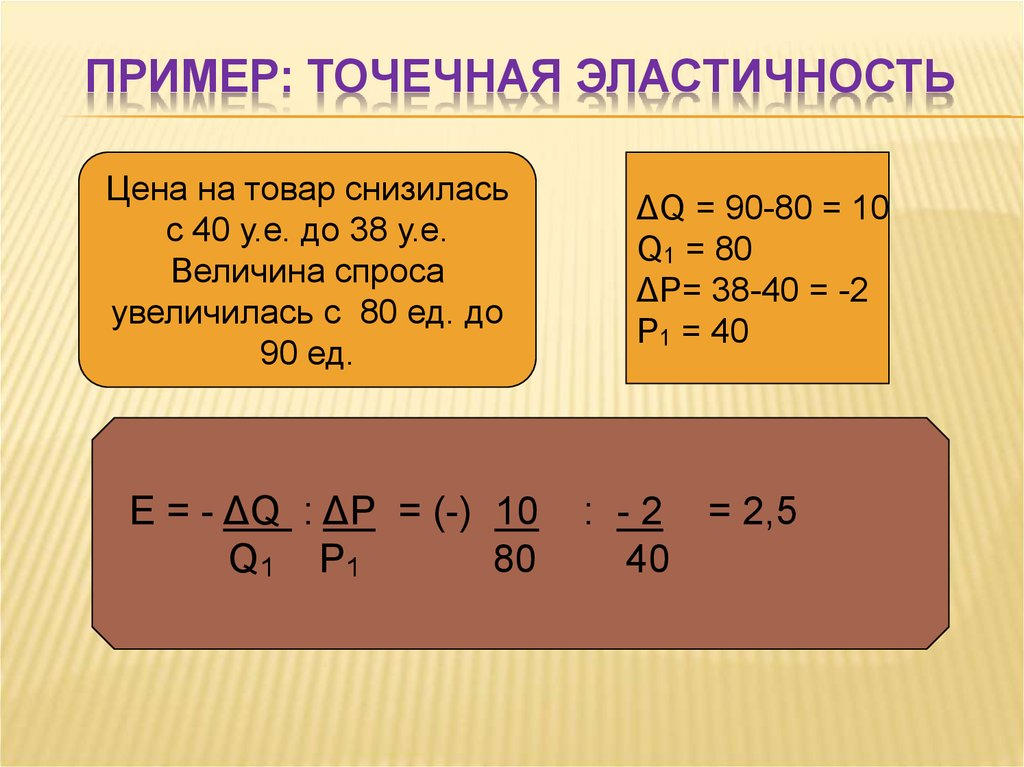 ПРИМЕР: ТОЧЕЧНАЯ ЭЛАСТИЧНОСТЬ
Цена на товар снизилась
с 40 у.е. до 38 у.е.
Величина спроса
увеличилась с 80 ед. до
90 ед.
ΔQ = 90-80 = 10
Q₁ = 80
ΔP= 38-40 = -2
P₁ = 40
E = - ΔQ : ΔP = (-) 10 : - 2 = 2,5
Q₁ P₁ 80 40